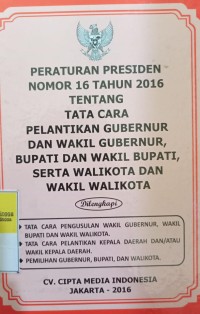 PERATURAN PRESIDEN
NOMOR 16 TAHUN 2016
TENTANG
TATA CARA
PELANTIKAN GUBERNUR
DAN WAKIL GUBERNUR,
BUPATI DAN WAKIL BUPATI,
SERTA WALIKOTA DAN
WAKIL WALIKOTA
Dilengkapi
TATA CARA PENGUSULAN WAKIL GUBERNUR, WAKIL
BUPATI DAN WAKIL WALIKOTA.
TATA CARA PELANTIKAN KEPALA DAERAH DAN/ATAU
WAKIL KEPALA DAERAH.
PEMILIHAN GUBERNUR, BUPATI, DAN WALIKOTA.
CV. CIPTA MEDIA INDONESIA
JAKARTA - 2016